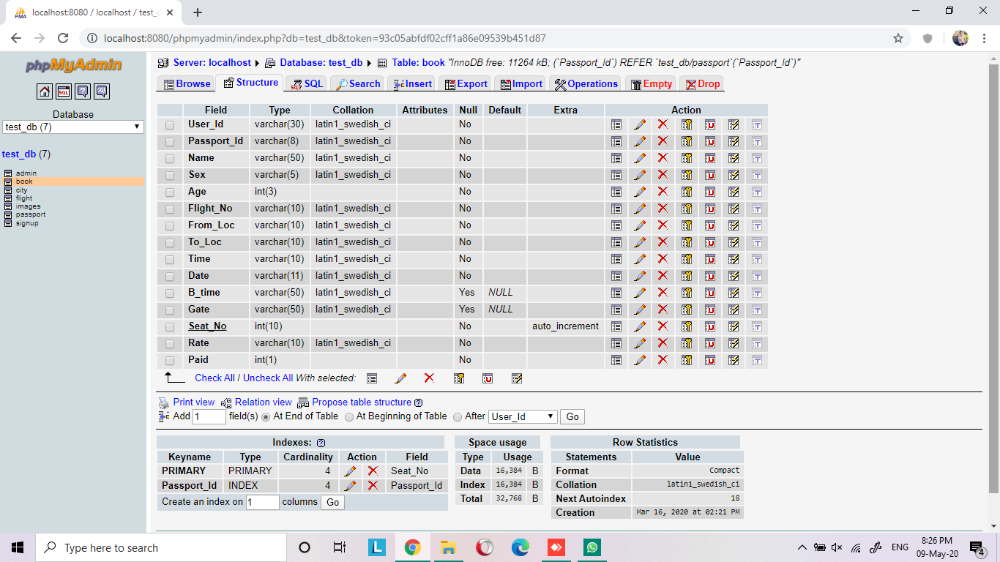 localhost:8080 / localhost / test_
localhost:8080/phpmyadmin/index.php?db=test_db&token=93c05abfdf02cff1a86e09539b451d87
phpMyAdmin
Database
test_db (7)
test_db (7)
admin
book
city
flight
images
passport
signup
Server: localhost Database: test_db Table: book "InnoDB free: 11264 kB; (`Passport_Id`) REFER `test_db/passport`(`Passport_Id`)"
Browse Structure SQL Search Insert Export Import Operations Empty Drop
Field Type Collation Attributes Null Default Extra Action
User_Id varchar(30) latin1_swedish_ci No
Passport_Id varchar(8) latin1_swedish_ci No
Name varchar(50) latin1_swedish_ci No
Sex varchar(5) latin1_swedish_ci No
Age int(3) No
Flight_No varchar(10) latin1_swedish_ci No
From_Loc varchar(10) latin1_swedish_ci No
To_Loc varchar(10) latin1_swedish_ci No
Time varchar(10) latin1_swedish_ci No
Date varchar(11) latin1_swedish_ci No
B_time varchar(50) latin1_swedish_ci Yes NULL
Gate varchar(50) latin1_swedish_ci Yes NULL
Seat_No int(10) No auto_increment
Rate varchar(10) latin1_swedish_ci No
Paid int(1) No
Check All / Uncheck All With selected:
Print view Relation view Propose table structure
Add 1 field(s) At End of Table At Beginning of Table After User_Id Go
Indexes:
Keyname Type Cardinality Action Field
PRIMARY PRIMARY 4 Seat_No
Passport_Id INDEX 4 Passport_Id
Create an index on 1 columns Go
Space usage
Type Usage
Data 16,384 B
Index 16,384 B
Total 32,768 B
Row Statistics
Statements Value
Format Compact
Collation latin1_swedish_ci
Next Autoindex 18
Creation Mar 16, 2020 at 02:21 PM
Type here to search
L
ENG
8:26 PM
09-May-20
4